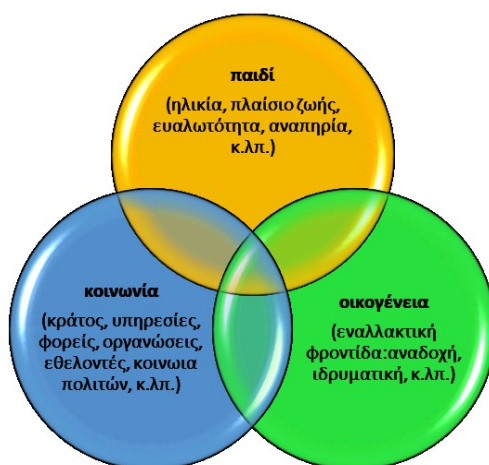 παιδί
(ηλικία, πλαίσιο ζωής,
ευαλωτότητα, αναπηρία,
κ.λπ.)
κοινωνία
(κράτος, υπηρεσίες,
φορείς, οργανώσεις,
εθελοντές, κοινωια
πολιτών, κ.λπ.)
οικογένεια
(εναλλακτική
φροντίδα:αναδοχή,
ιδρυματική, κ.λπ.)